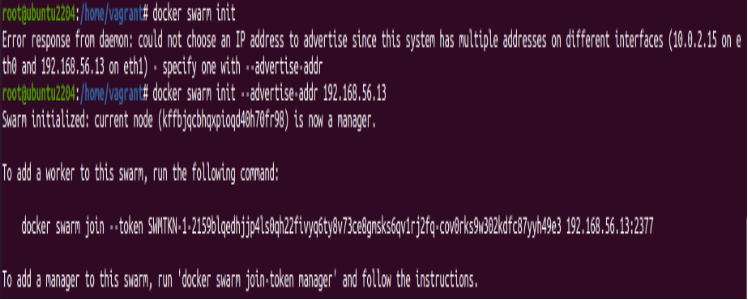 root@ubuntu2204:/home/vagrant# docker swarm init
Error response from daemon: could not choose an IP address to advertise since this system has multiple addresses on different interfaces (10.0.2.15 on e
th0 and 192.168.56.13 on eth1) - specify one with --advertise-addr
root@ubuntu2204:/home/vagrant# docker swarm init --advertise-addr 192.168.56.13
Swarm initialized: current node (kffbjqcbhqxpioqd40h70fr98) is now a manager.

To add a worker to this swarm, run the following command:

    docker swarm join --token SWMTKN-1-2159blqedhjjp4ls0qh22fivyq6ty8v73ce8gmsks6qv1rj2fq-cov0rks9w302kdfc87yyh49e3 192.168.56.13:2377

To add a manager to this swarm, run 'docker swarm join-token manager' and follow the instructions.